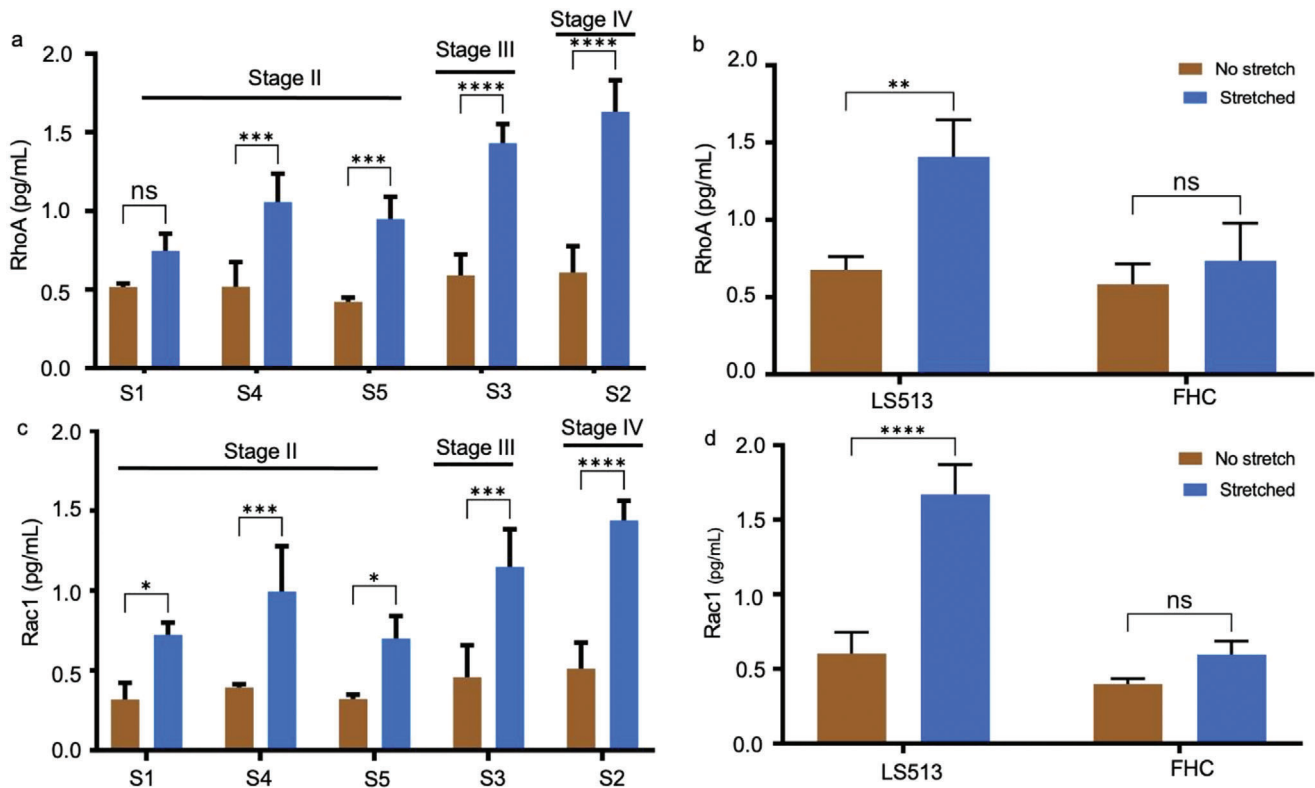 a
Stage II
Stage III
Stage IV
ns
***
***
****
****
RhoA (pg/mL)
2.0
1.5
1.0
0.5
0.0
S1 S4 S5 S3 S2
b
No stretch
Stretched
**
ns
RhoA (pg/mL)
2.0
1.5
1.0
0.5
0.0
LS513 FHC
c
Stage II
Stage III
Stage IV
*
***
*
***
****
Rac1 (pg/mL)
2.0
1.5
1.0
0.5
0.0
S1 S4 S5 S3 S2
d
No stretch
Stretched
****
ns
Rac1 (pg/mL)
2.0
1.5
1.0
0.5
0.0
LS513 FHC